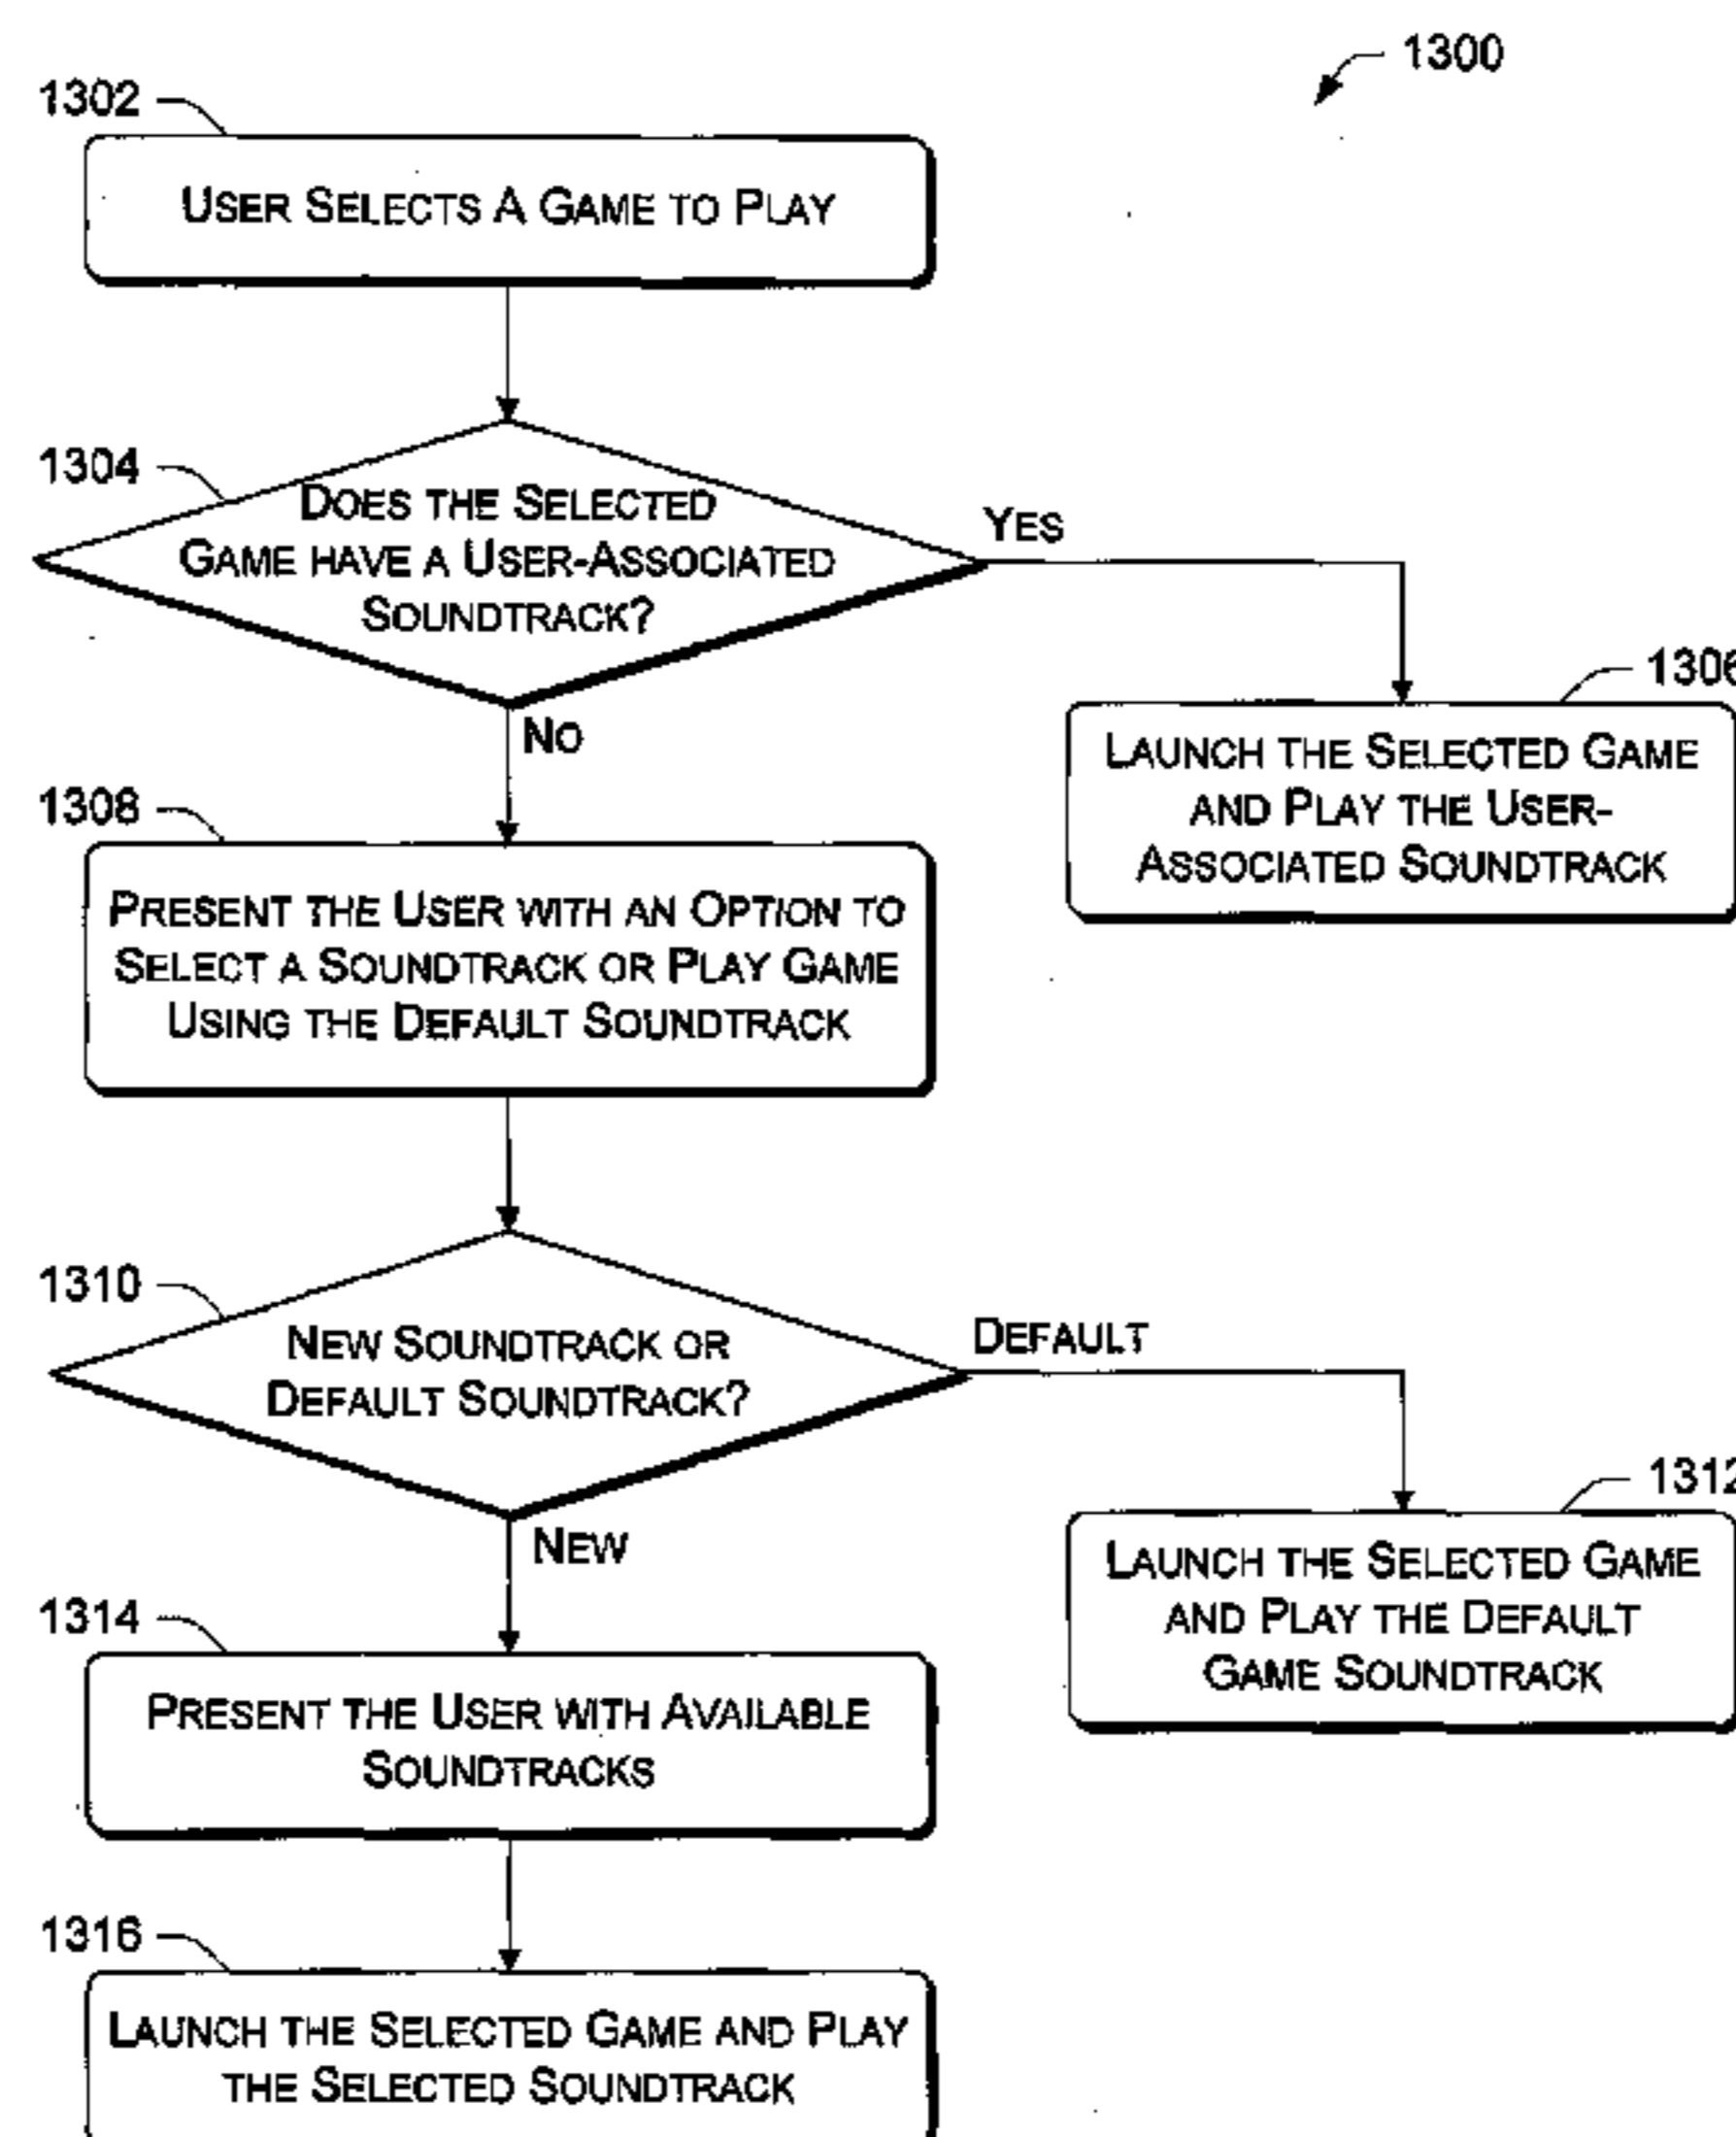 1300
1302
USER SELECTS A GAME TO PLAY
1304
DOES THE SELECTED
GAME HAVE A USER-ASSOCIATED
SOUNDTRACK?
YES
1306
LAUNCH THE SELECTED GAME
AND PLAY THE USER-
ASSOCIATED SOUNDTRACK
NO
1308
PRESENT THE USER WITH AN OPTION TO
SELECT A SOUNDTRACK OR PLAY GAME
USING THE DEFAULT SOUNDTRACK
1310
NEW SOUNDTRACK OR
DEFAULT SOUNDTRACK?
DEFAULT
1312
LAUNCH THE SELECTED GAME
AND PLAY THE DEFAULT
GAME SOUNDTRACK
NEW
1314
PRESENT THE USER WITH AVAILABLE
SOUNDTRACKS
1316
LAUNCH THE SELECTED GAME AND PLAY
THE SELECTED SOUNDTRACK